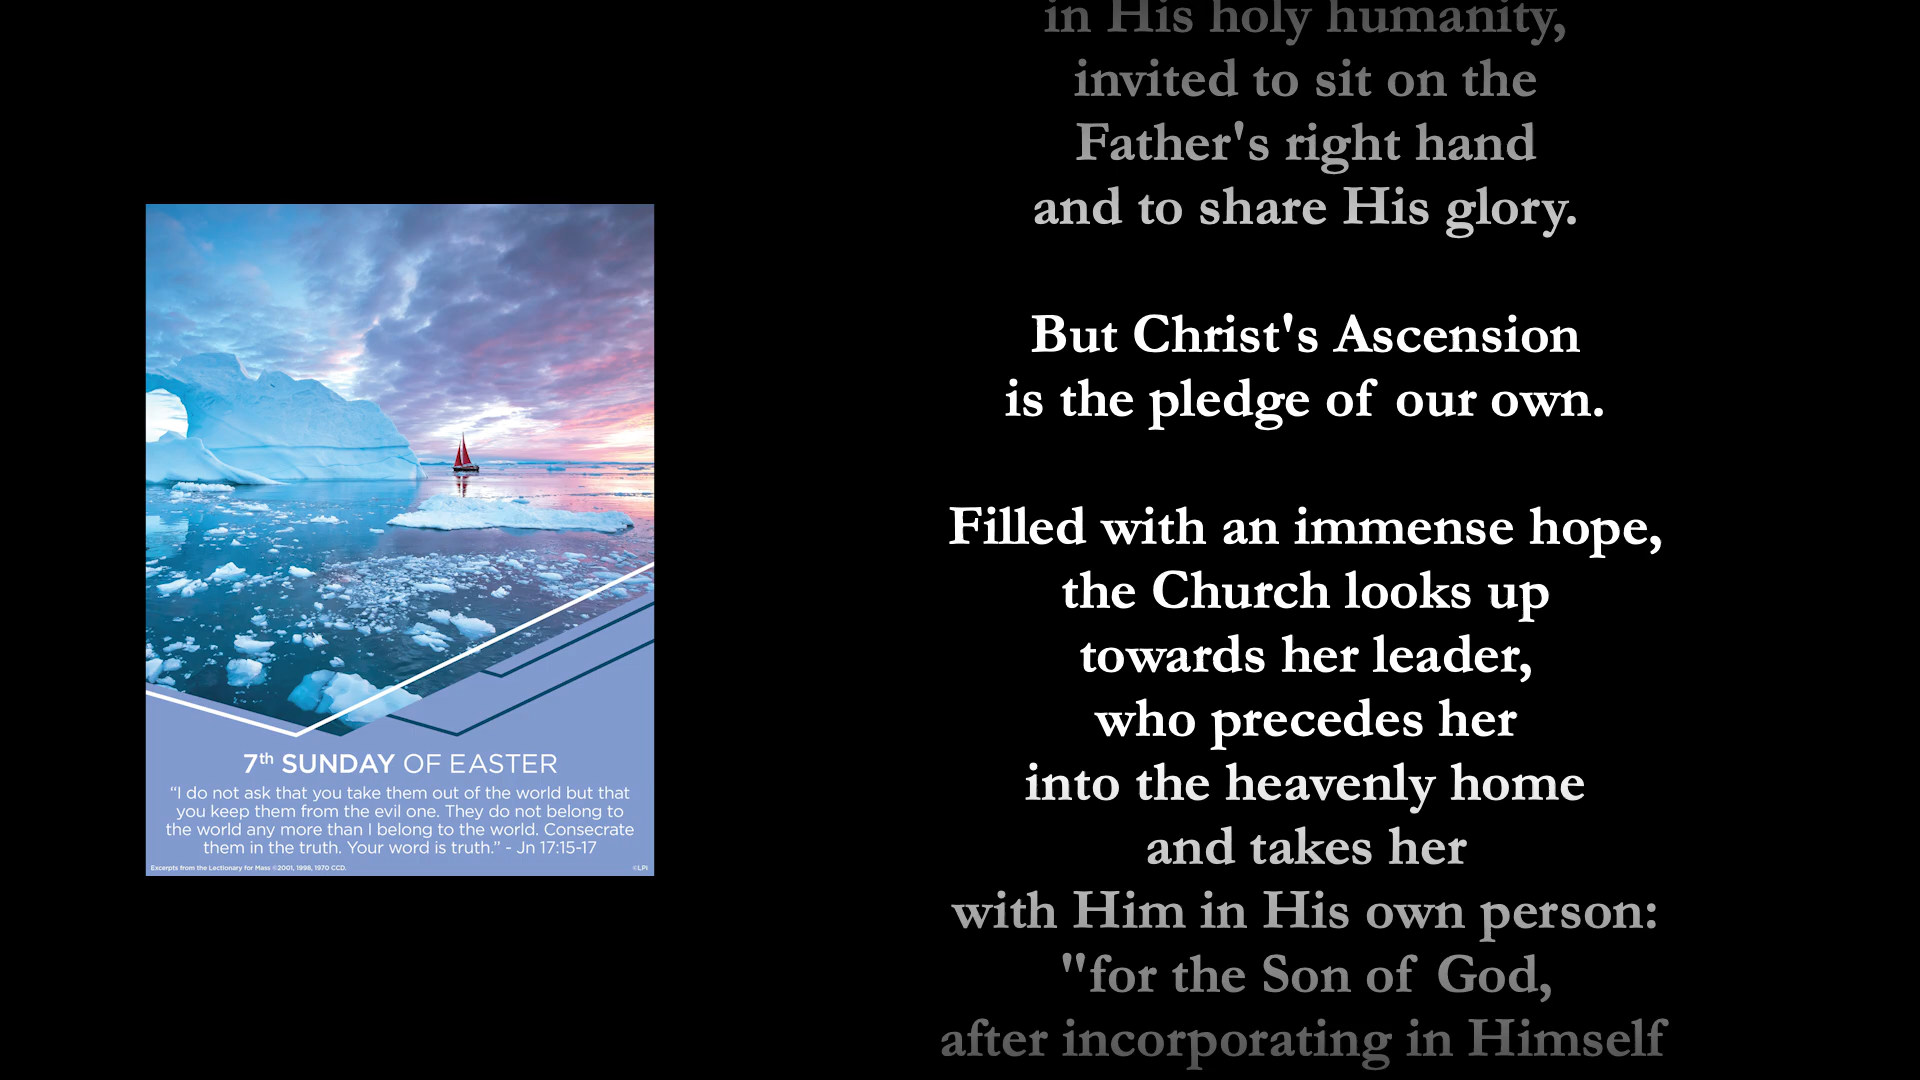 in His holy humanity,
invited to sit on the
Father's right hand
and to share His glory.
But Christ's Ascension
is the pledge of our own.
Filled with an immense hope,
the Church looks up
towards her leader,
who precedes her
into the heavenly home
and takes her
with Him in His own person:
"for the Son of God,
after incorporating in Himself
7th SUNDAY OF EASTER
“I do not ask that you take them out of the world but that
you keep them from the evil one. They do not belong to
the world any more than I belong to the world. Consecrate
them in the truth. Your word is truth.” - Jn 17:15-17
Excerpts from the Lectionary for Mass ©2001, 1998, 1970 CCD.
©LPi